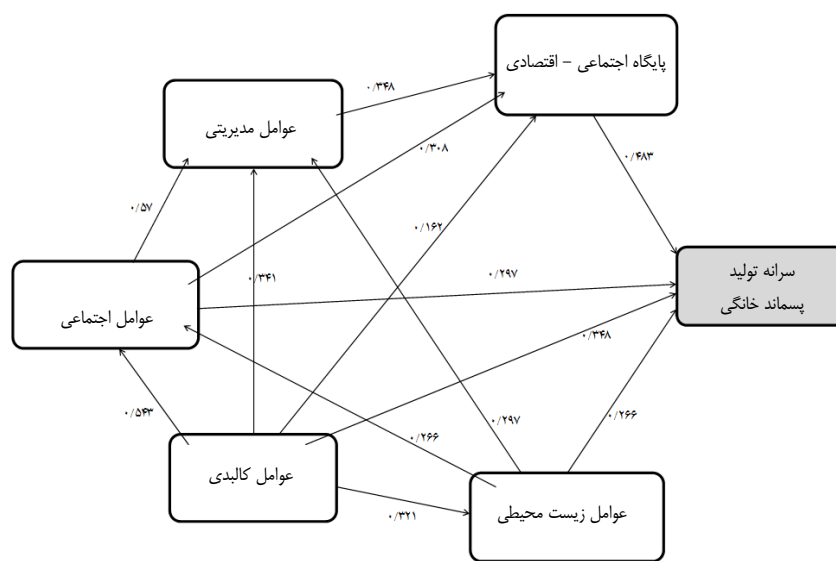 پایگاه اجتماعی – اقتصادی
۰/۳۴۸
عوامل مدیریتی
۰/۳۰۸
۰/۴۸۳
۰/۵۷
۰/۱۶۲
۰/۳۴۱
۰/۲۹۷
سرانه تولید
پسماند خانگی
عوامل اجتماعی
۰/۳۴۸
۰/۵۴۳
۰/۲۶۶
۰/۲۹۷
۰/۲۶۶
عوامل کالبدی
۰/۳۲۱
عوامل زیست محیطی